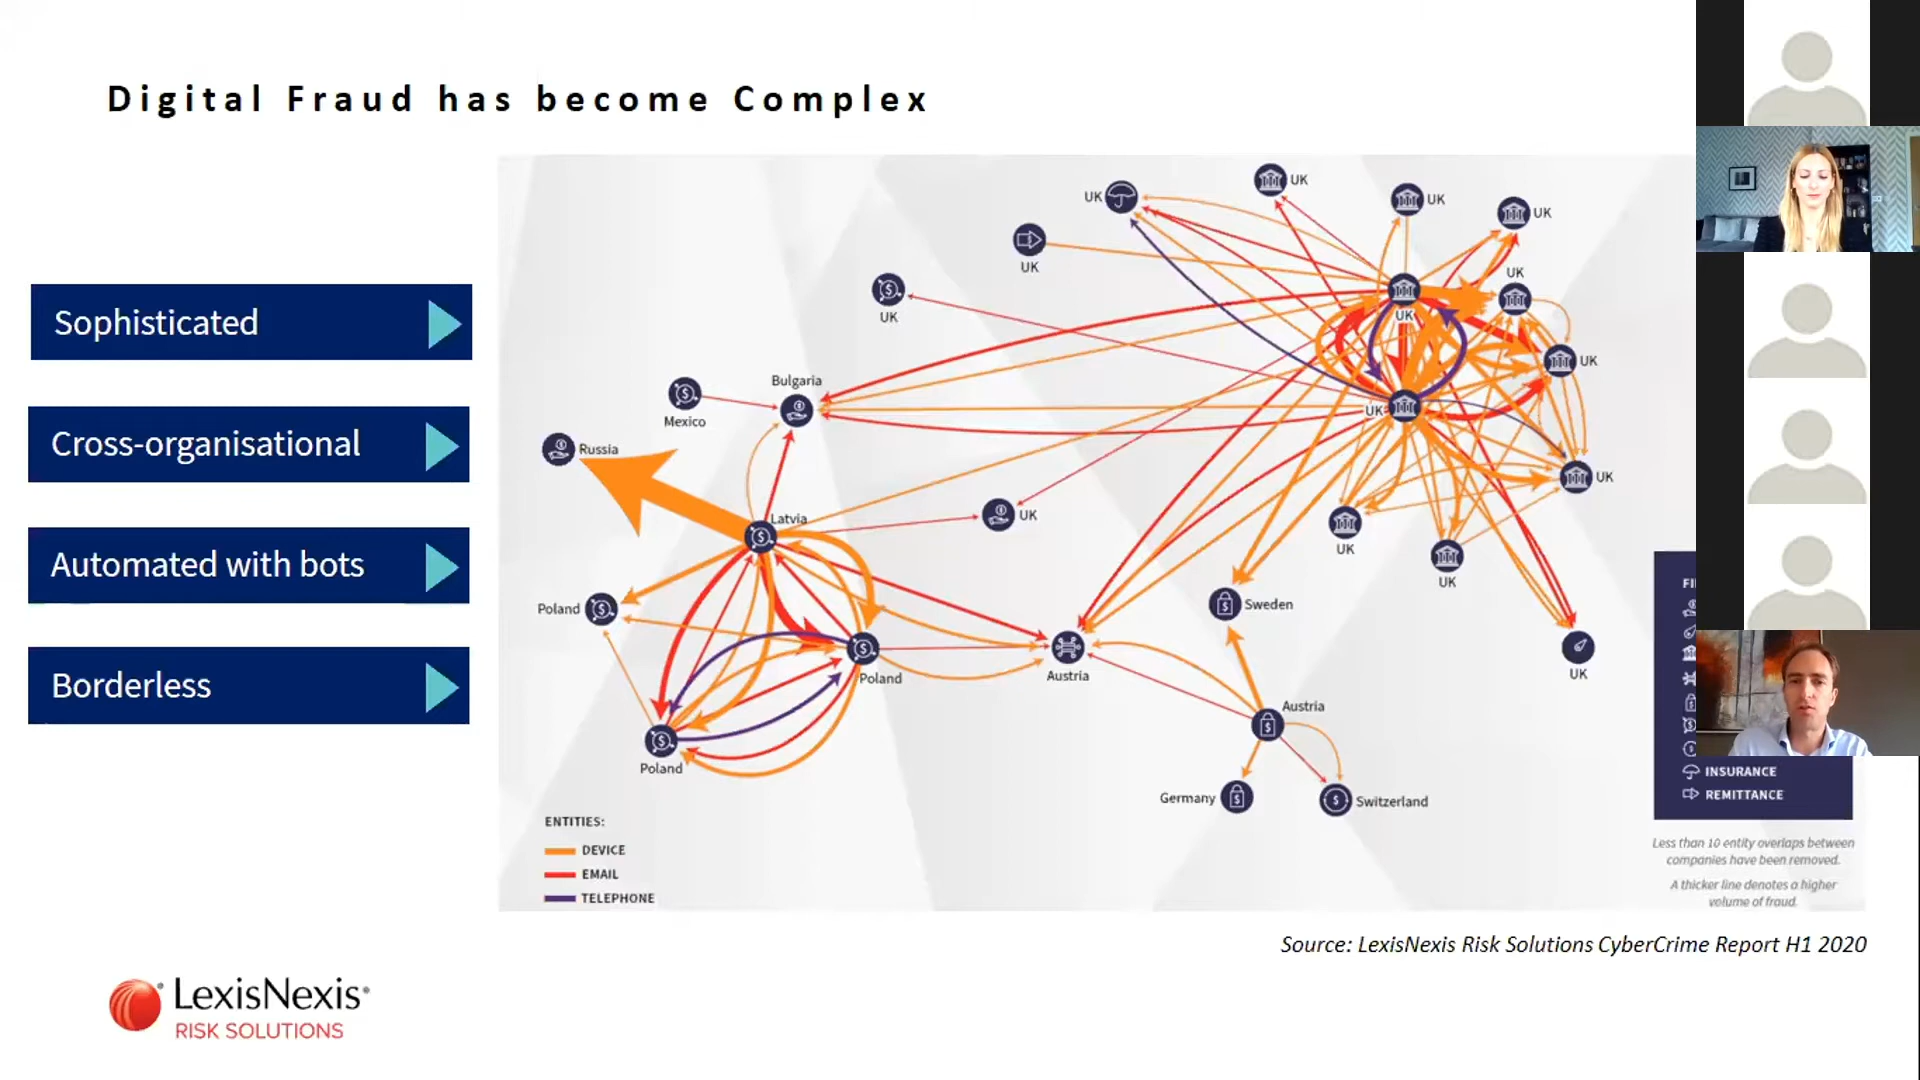 Digital Fraud has become Complex
Sophisticated
Cross-organisational
Automated with bots
Borderless
UK
UK
UK
UK
UK
UK
UK
UK
UK
UK
Bulgaria
Mexico
Russia
Latvia
UK
UK
UK
UK
Poland
Sweden
Poland
Austria
UK
Austria
Poland
Germany
Switzerland
ENTITIES:
DEVICE
EMAIL
TELEPHONE
INSURANCE
REMITTANCE
Less than 10 entity overlaps between
companies have been removed.
A thicker line denotes a higher
volume of fraud.
Source: LexisNexis Risk Solutions CyberCrime Report H1 2020
LexisNexis®
RISK SOLUTIONS